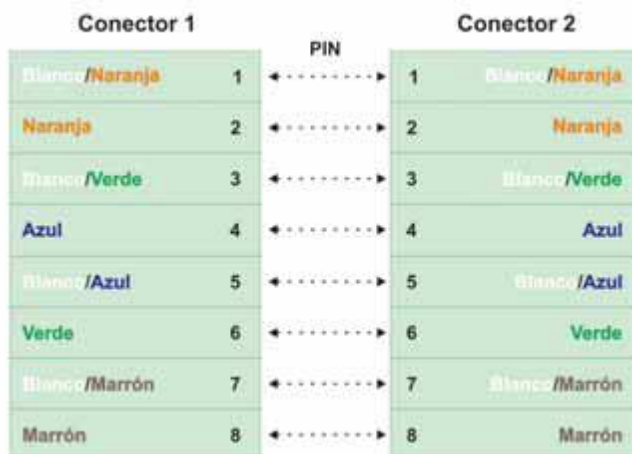 Conector 1 Conector 2
PIN
Blanco/Naranja 1 1 Blanco/Naranja
Naranja 2 2 Naranja
Blanco/Verde 3 3 Blanco/Verde
Azul 4 4 Azul
Blanco/Azul 5 5 Blanco/Azul
Verde 6 6 Verde
Blanco/Marrón 7 7 Blanco/Marrón
Marrón 8 8 Marrón